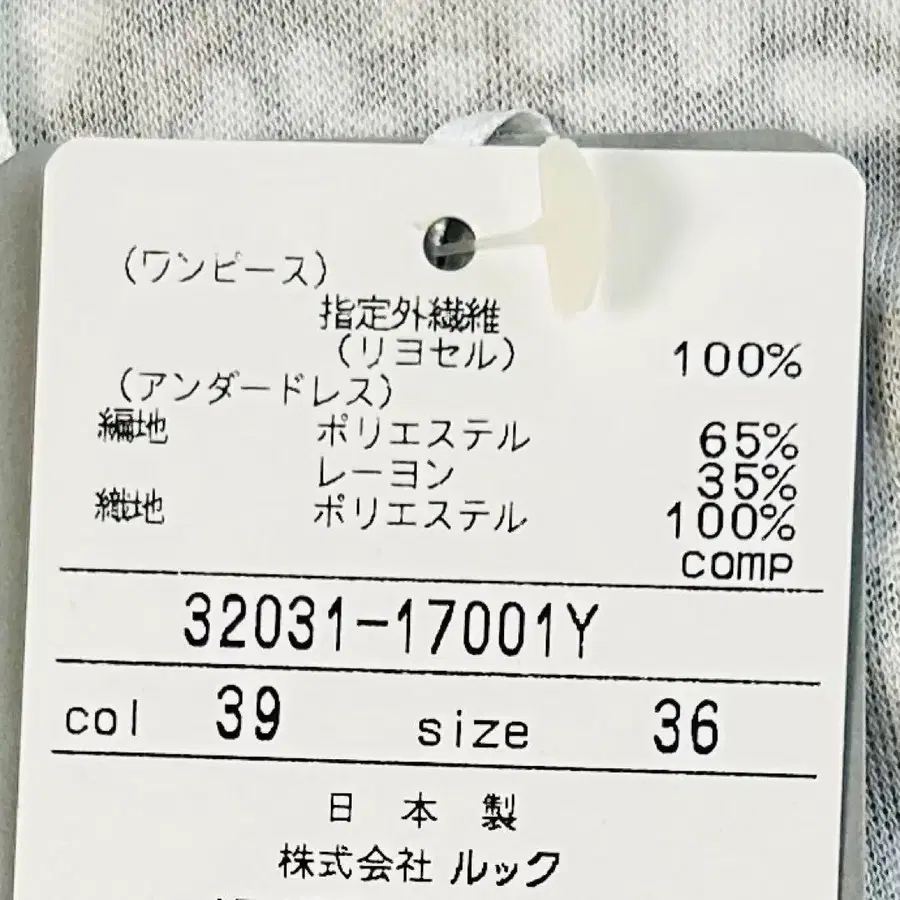 (ワンピース)
指定外繊維
(リヨセル) 100%
(アンダードレス)
編地 ポリエステル 65%
レーヨン 35%
織地 ポリエステル 100%
comp
32031-17001Y
col 39 size 36
日本製
株式会社 ルック